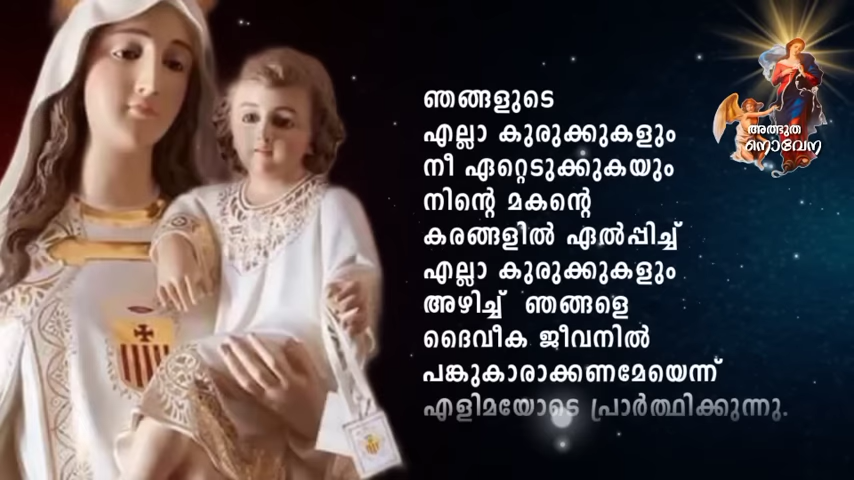 ഞങ്ങളുടെ
എല്ലാ കുരുക്കുകളും
നീ ഏറ്റെടുക്കുകയും
നിന്റെ മകന്റെ
കരങ്ങളിൽ ഏൽപ്പിച്ച്
എല്ലാ കുരുക്കുകളും
അഴിച്ച് ഞങ്ങളെ
ദൈവീക ജീവനിൽ
പങ്കുകാരാക്കണമേയെന്ന്
എളിമയോടെ പ്രാർത്ഥിക്കുന്നു.
അത്ഭുത
നൊവേന